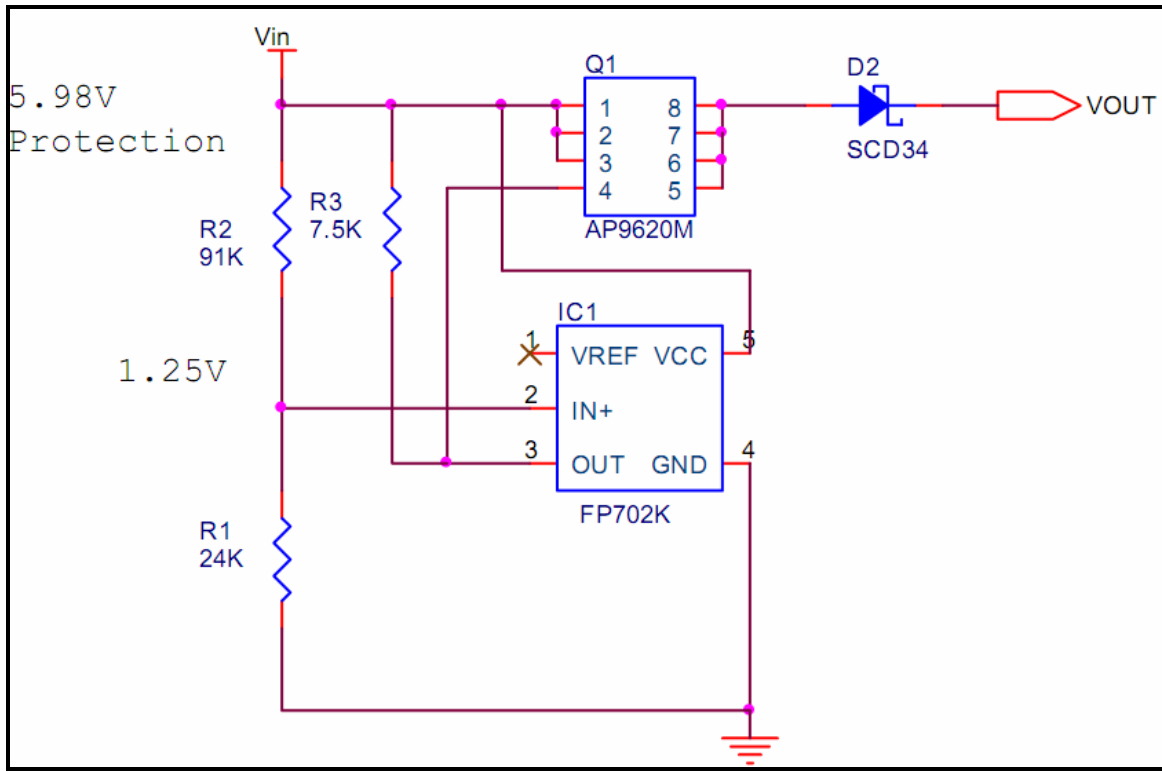 Vin
5.98V
Protection
Q1
1
2
3
4
8
7
6
5
AP9620M
D2
SCD34
VOUT
R2
91K
R3
7.5K
1.25V
IC1
1
VREF
VCC
5
2
IN+
3
OUT
GND
4
FP702K
R1
24K